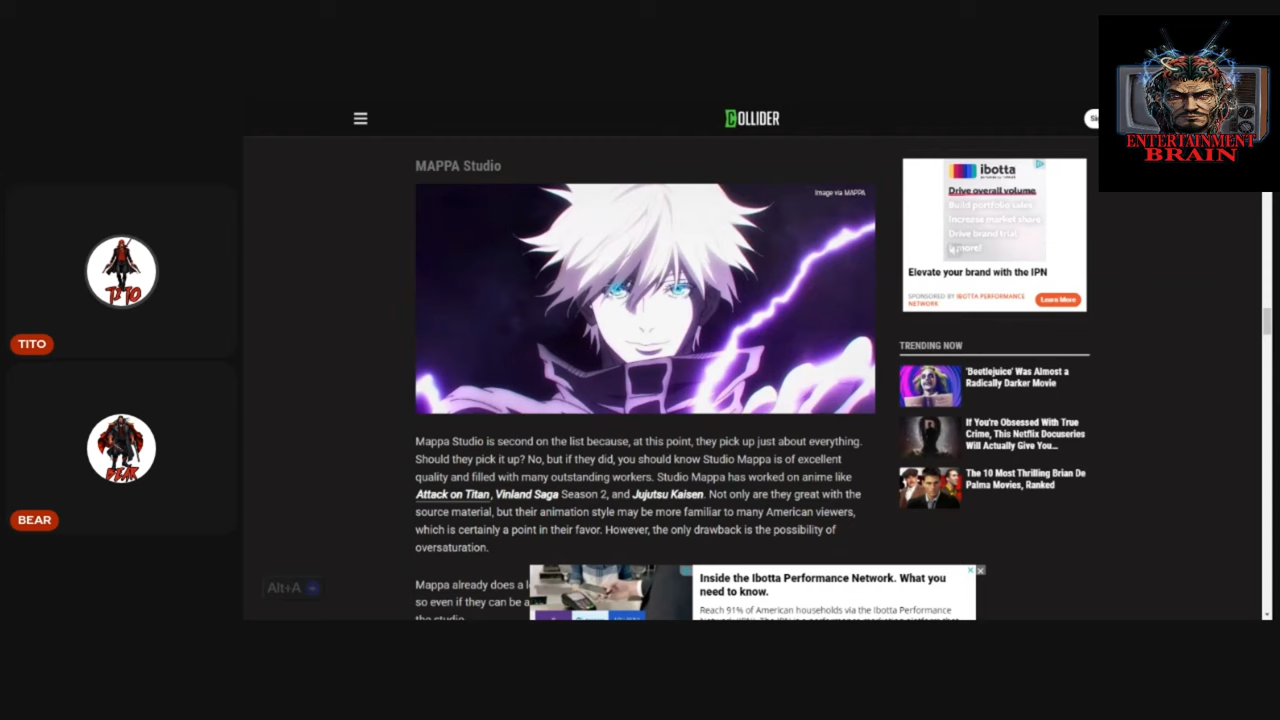 ENTERTAINMENT
BRAIN
COLLIDER
MAPPA Studio
Image via MAPPA
ibotta
Drive overall volume
Build portfolio sales
Increase market share
Drive brand trial
& more!
Elevate your brand with the IPN
SPONSORED BY IBOTTA PERFORMANCE
NETWORK
Learn More
TRENDING NOW
'Beetlejuice' Was Almost a
Radically Darker Movie
If You're Obsessed With True
Crime, This Netflix Docuseries
Will Actually Give You...
The 10 Most Thrilling Brian De
Palma Movies, Ranked
TITO
TITO
BEAR
BEAR
Mappa Studio is second on the list because, at this point, they pick up just about everything.
Should they pick it up? No, but if they did, you should know Studio Mappa is of excellent
quality and filled with many outstanding workers. Studio Mappa has worked on anime like
Attack on Titan, Vinland Saga Season 2, and Jujutsu Kaisen. Not only are they great with the
source material, but their animation style may be more familiar to many American viewers,
which is certainly a point in their favor. However, the only drawback is the possibility of
oversaturation.
Mappa already does a
so even if they can be a
the studio.
Alt+A
Inside the Ibotta Performance Network. What you
need to know.
Reach 91% of American households via the Ibotta Performance